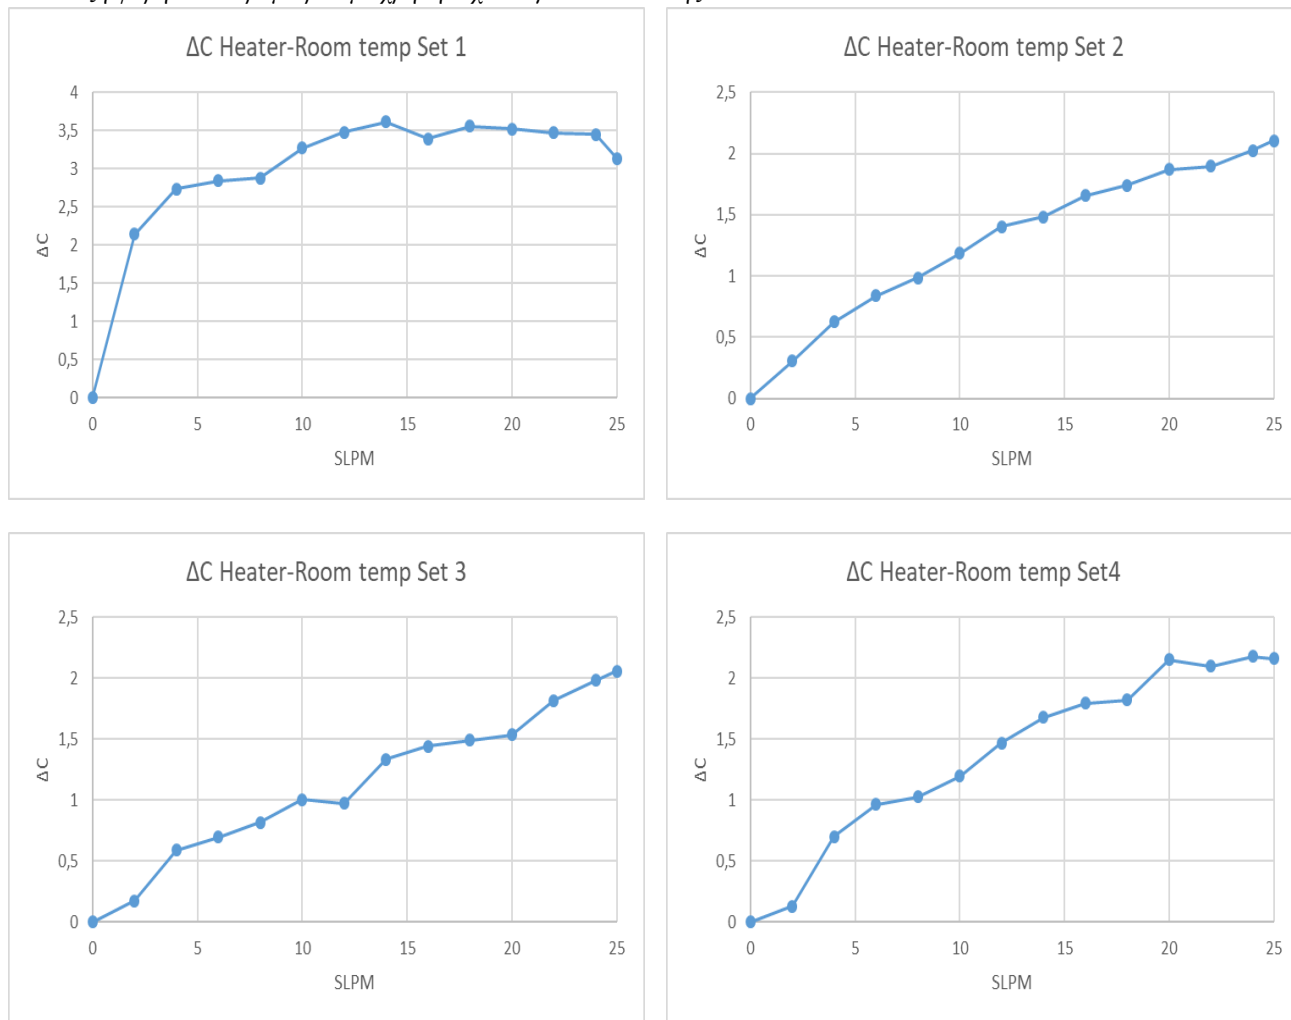 ΔC Heater-Room temp Set 1
4
3,5
3
2,5
2
1,5
1
0,5
0
0 5 10 15 20 25
ΔC
SLPM
ΔC Heater-Room temp Set 2
2,5
2
1,5
1
0,5
0
0 5 10 15 20 25
ΔC
SLPM
ΔC Heater-Room temp Set 3
2,5
2
1,5
1
0,5
0
0 5 10 15 20 25
ΔC
SLPM
ΔC Heater-Room temp Set4
2,5
2
1,5
1
0,5
0
0 5 10 15 20 25
ΔC
SLPM